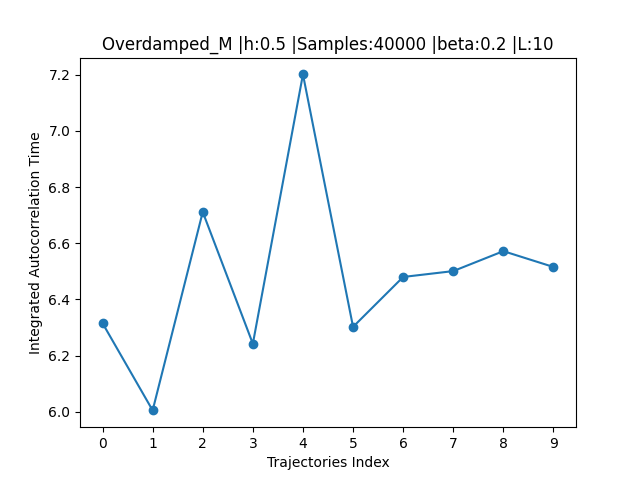 Overdamped_M |h:0.5 |Samples:40000 |beta:0.2 |L:10
7.2
7.0
6.8
6.6
6.4
6.2
6.0
Integrated Autocorrelation Time
0 1 2 3 4 5 6 7 8 9
Trajectories Index